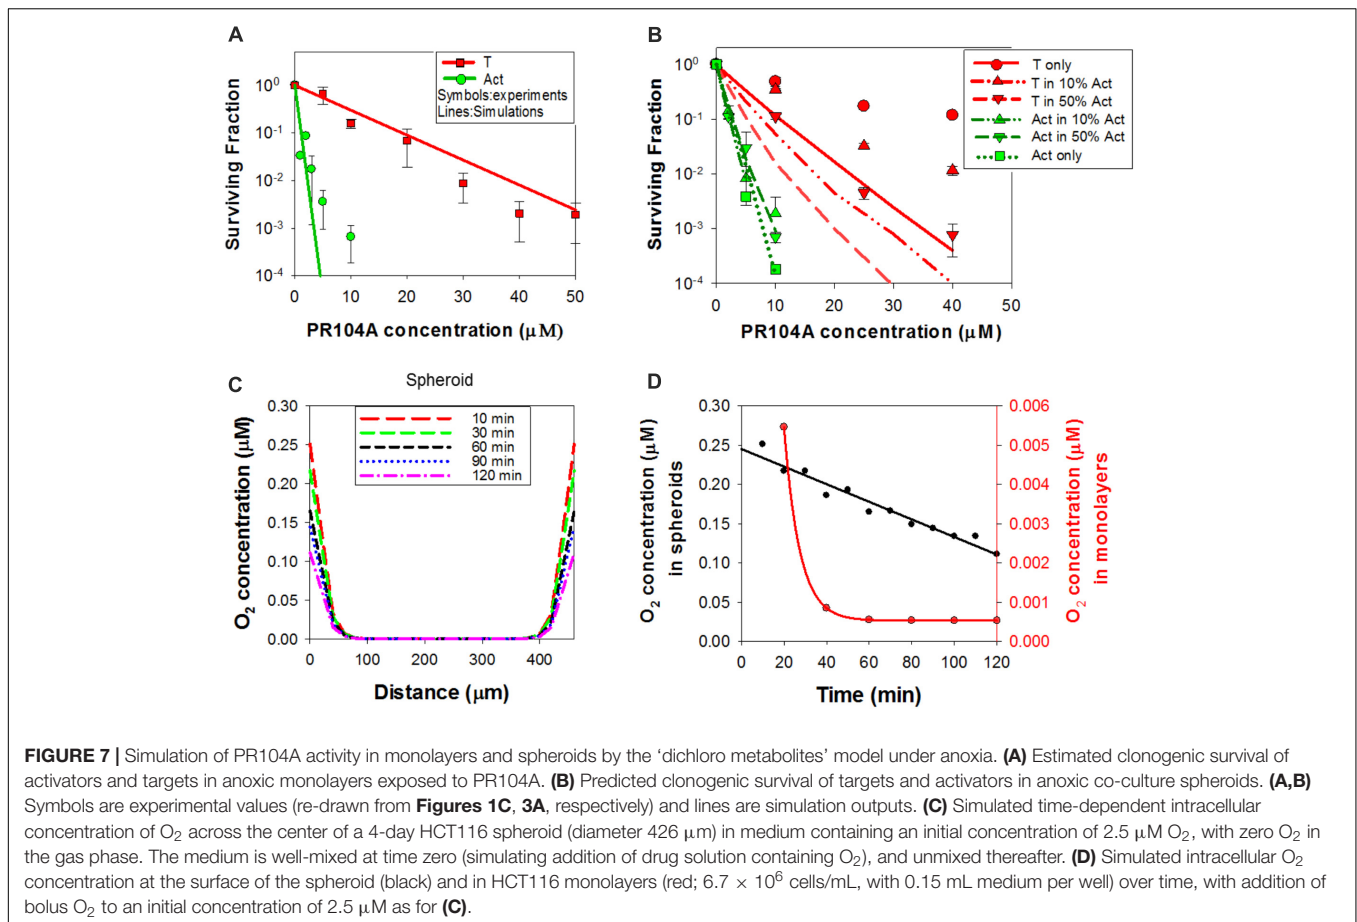 A
T
Act
Symbols:experiments
Lines:Simulations
10⁰
10⁻¹
10⁻²
10⁻³
10⁻⁴
Surviving Fraction
0 10 20 30 40 50
PR104A concentration (μM)
B
T only
T in 10% Act
T in 50% Act
Act in 10% Act
Act in 50% Act
Act only
10⁰
10⁻¹
10⁻²
10⁻³
10⁻⁴
Surviving Fraction
0 10 20 30 40 50
PR104A concentration (μM)
C
Spheroid
10 min
30 min
60 min
90 min
120 min
0.30
0.25
0.20
0.15
0.10
0.05
0.00
O₂ concentration (μM)
0 200 400
Distance (μm)
D
0.30
0.25
0.20
0.15
0.10
0.05
0.00
O₂ concentration (μM)
in spheroids
0.006
0.005
0.004
0.003
0.002
0.001
0.000
O₂ concentration (μM)
in monolayers
0 20 40 60 80 100 120
Time (min)
FIGURE 7 | Simulation of PR104A activity in monolayers and spheroids by the ‘dichloro metabolites’ model under anoxia. (A) Estimated clonogenic survival of
activators and targets in anoxic monolayers exposed to PR104A. (B) Predicted clonogenic survival of targets and activators in anoxic co-culture spheroids. (A,B)
Symbols are experimental values (re-drawn from Figures 1C, 3A, respectively) and lines are simulation outputs. (C) Simulated time-dependent intracellular
concentration of O₂ across the center of a 4-day HCT116 spheroid (diameter 426 μm) in medium containing an initial concentration of 2.5 μM O₂, with zero O₂ in
the gas phase. The medium is well-mixed at time zero (simulating addition of drug solution containing O₂), and unmixed thereafter. (D) Simulated intracellular O₂
concentration at the surface of the spheroid (black) and in HCT116 monolayers (red; 6.7 × 10⁶ cells/mL, with 0.15 mL medium per well) over time, with addition of
bolus O₂ to an initial concentration of 2.5 μM as for (C).